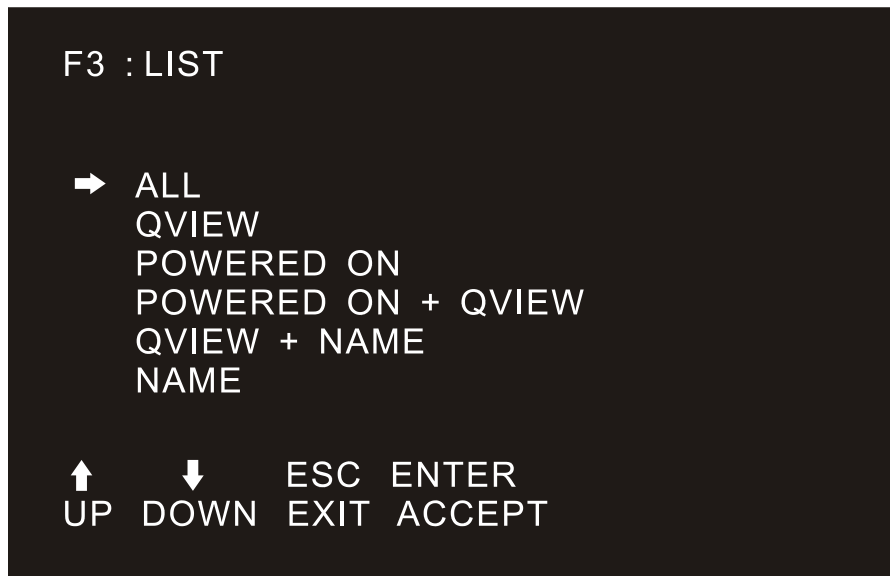 F3 : LIST
➡ ALL
QVIEW
POWERED ON
POWERED ON + QVIEW
QVIEW + NAME
NAME
⬆ ⬇ ESC ENTER
UP DOWN EXIT ACCEPT